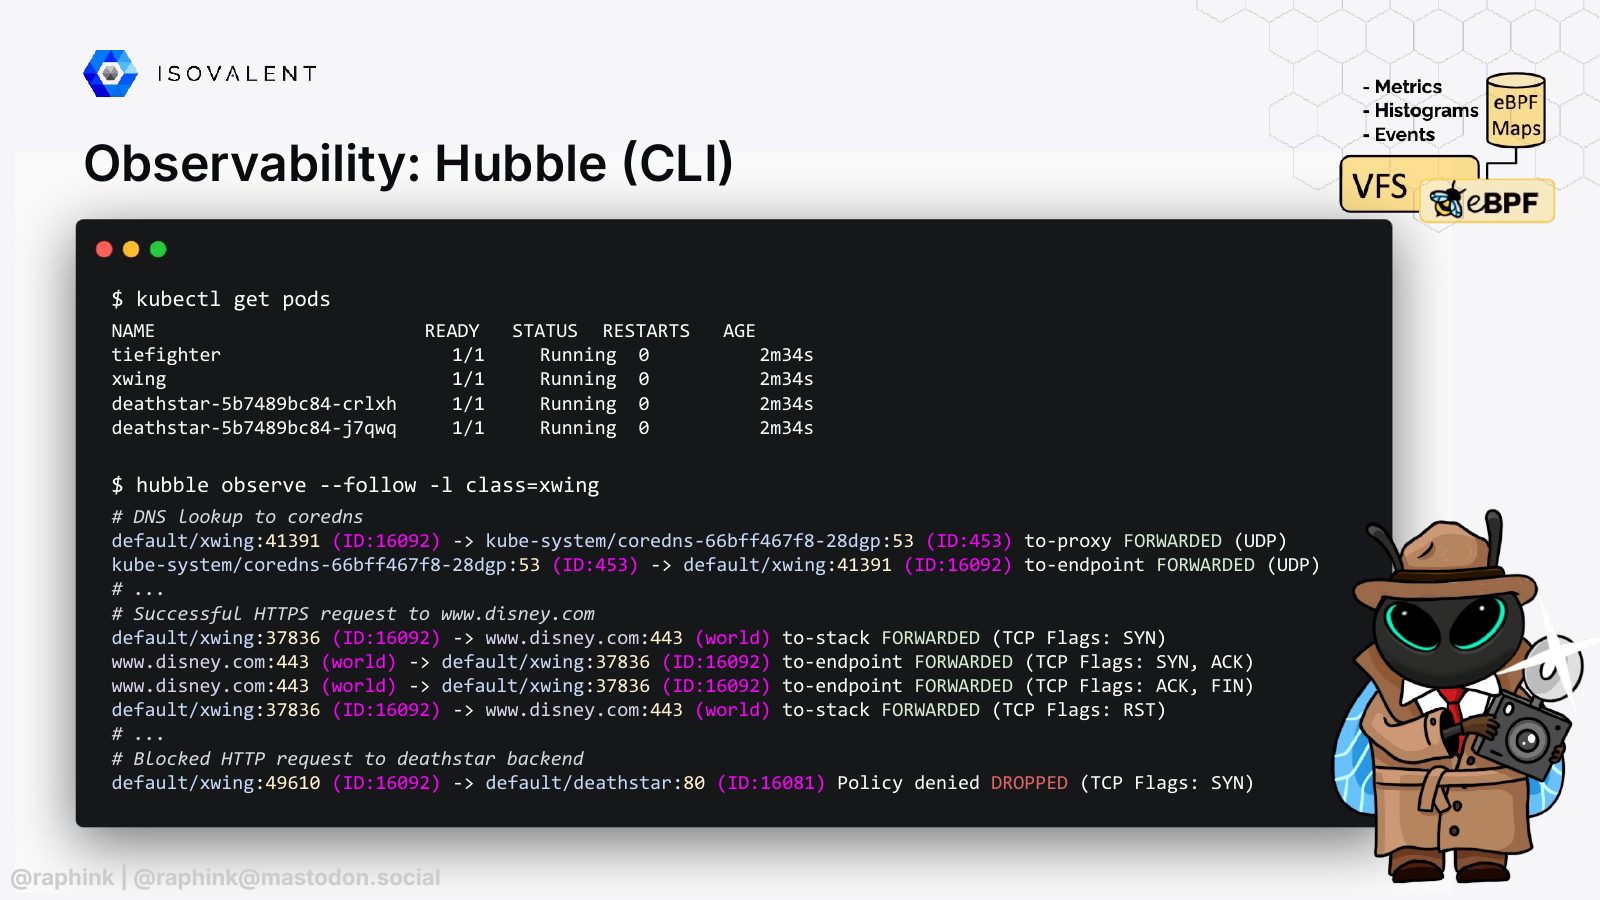 ISOVALENT
- Metrics
- Histograms
- Events
eBPF
Maps
VFS
eBPF
Observability: Hubble (CLI)
$ kubectl get pods
NAME READY STATUS RESTARTS AGE
tiefighter 1/1 Running 0 2m34s
xwing 1/1 Running 0 2m34s
deathstar-5b7489bc84-crlxh 1/1 Running 0 2m34s
deathstar-5b7489bc84-j7qwq 1/1 Running 0 2m34s
$ hubble observe --follow -l class=xwing
# DNS lookup to coredns
default/xwing:41391 (ID:16092) -> kube-system/coredns-66bff467f8-28dgp:53 (ID:453) to-proxy FORWARDED (UDP)
kube-system/coredns-66bff467f8-28dgp:53 (ID:453) -> default/xwing:41391 (ID:16092) to-endpoint FORWARDED (UDP)
# ...
# Successful HTTPS request to www.disney.com
default/xwing:37836 (ID:16092) -> www.disney.com:443 (world) to-stack FORWARDED (TCP Flags: SYN)
www.disney.com:443 (world) -> default/xwing:37836 (ID:16092) to-endpoint FORWARDED (TCP Flags: SYN, ACK)
www.disney.com:443 (world) -> default/xwing:37836 (ID:16092) to-endpoint FORWARDED (TCP Flags: ACK, FIN)
default/xwing:37836 (ID:16092) -> www.disney.com:443 (world) to-stack FORWARDED (TCP Flags: RST)
# ...
# Blocked HTTP request to deathstar backend
default/xwing:49610 (ID:16092) -> default/deathstar:80 (ID:16081) Policy denied DROPPED (TCP Flags: SYN)
@raphink | @raphink@mastodon.social